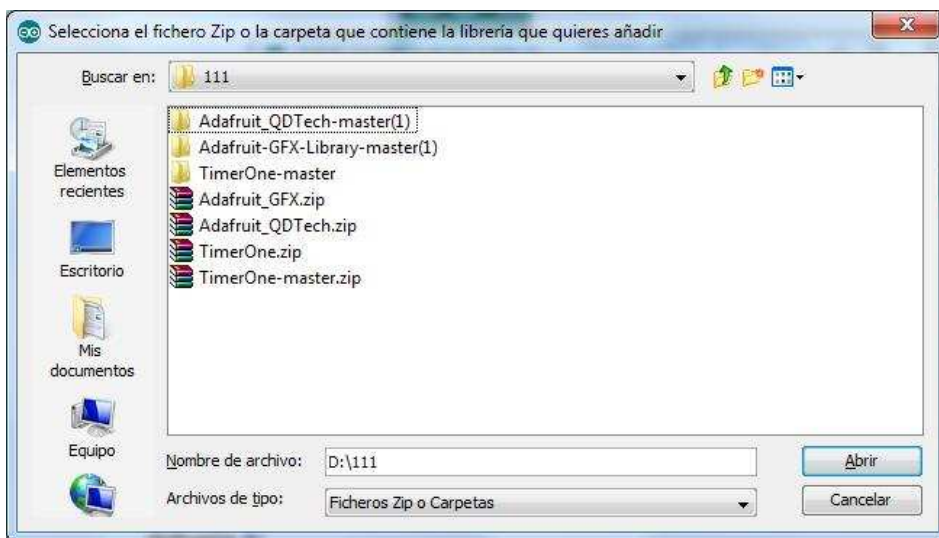 Selecciona el fichero Zip o la carpeta que contiene la librería que quieres añadir
Buscar en: 111
Adafruit_QDTech-master(1)
Adafruit-GFX-Library-master(1)
TimerOne-master
Adafruit_GFX.zip
Adafruit_QDTech.zip
TimerOne.zip
TimerOne-master.zip
Elementos
recientes
Escritorio
Mis
documentos
Equipo
Nombre de archivo: D:\111
Abrir
Archivos de tipo: Ficheros Zip o Carpetas
Cancelar